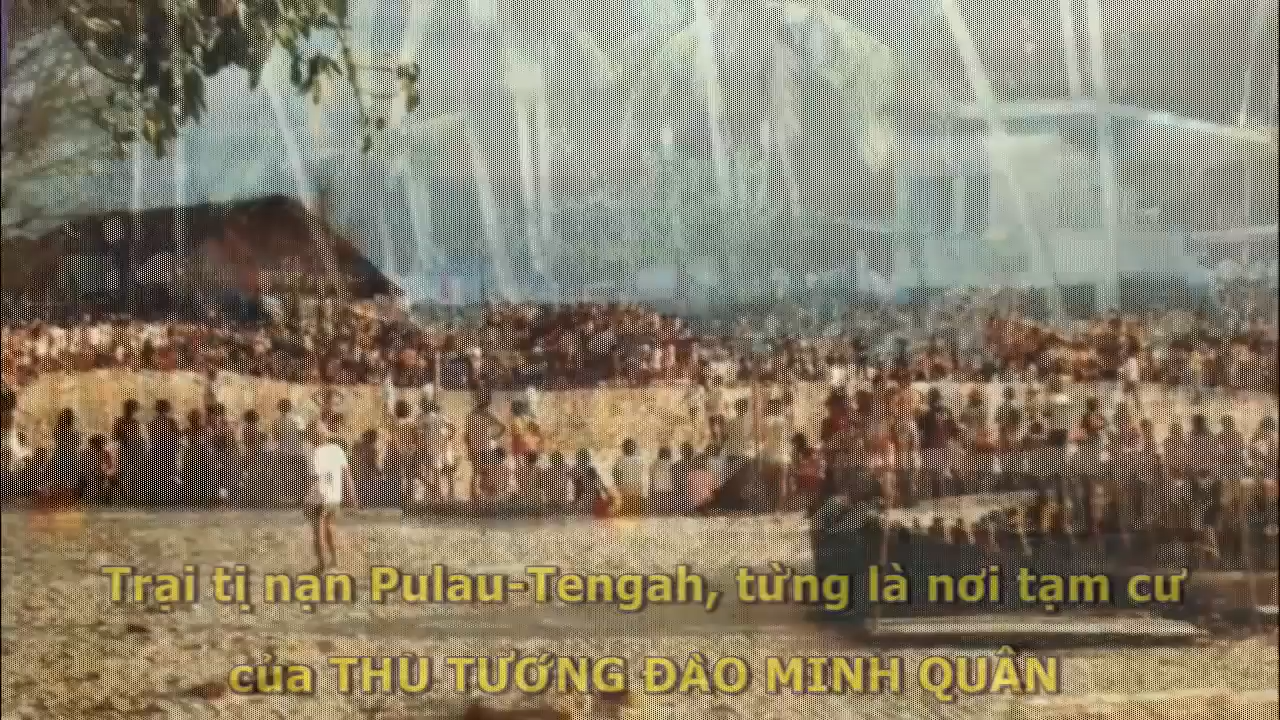 Trại tị nạn Pulau-Tengah, từng là nơi tạm cư
của THỦ TƯỚNG ĐÀO MINH QUÂN